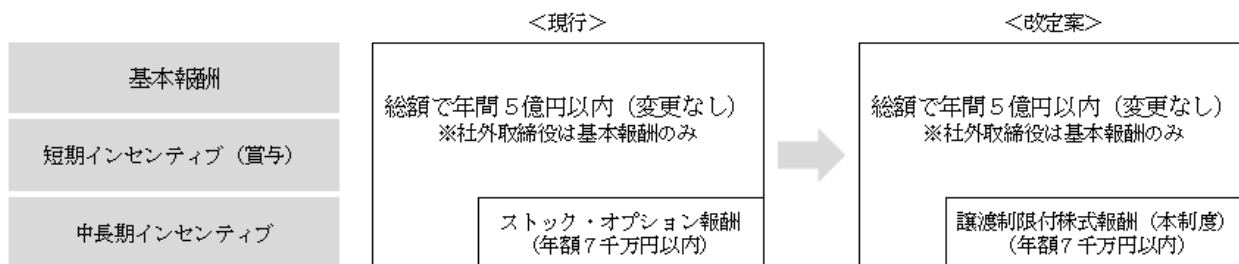 ＜現行＞
＜改定案＞
基本報酬
短期インセンティブ（賞与）
中長期インセンティブ
総額で年間５億円以内（変更なし）
※社外取締役は基本報酬のみ
ストック・オプション報酬
（年額７千万円以内）
総額で年間５億円以内（変更なし）
※社外取締役は基本報酬のみ
譲渡制限付株式報酬（本制度）
（年額７千万円以内）